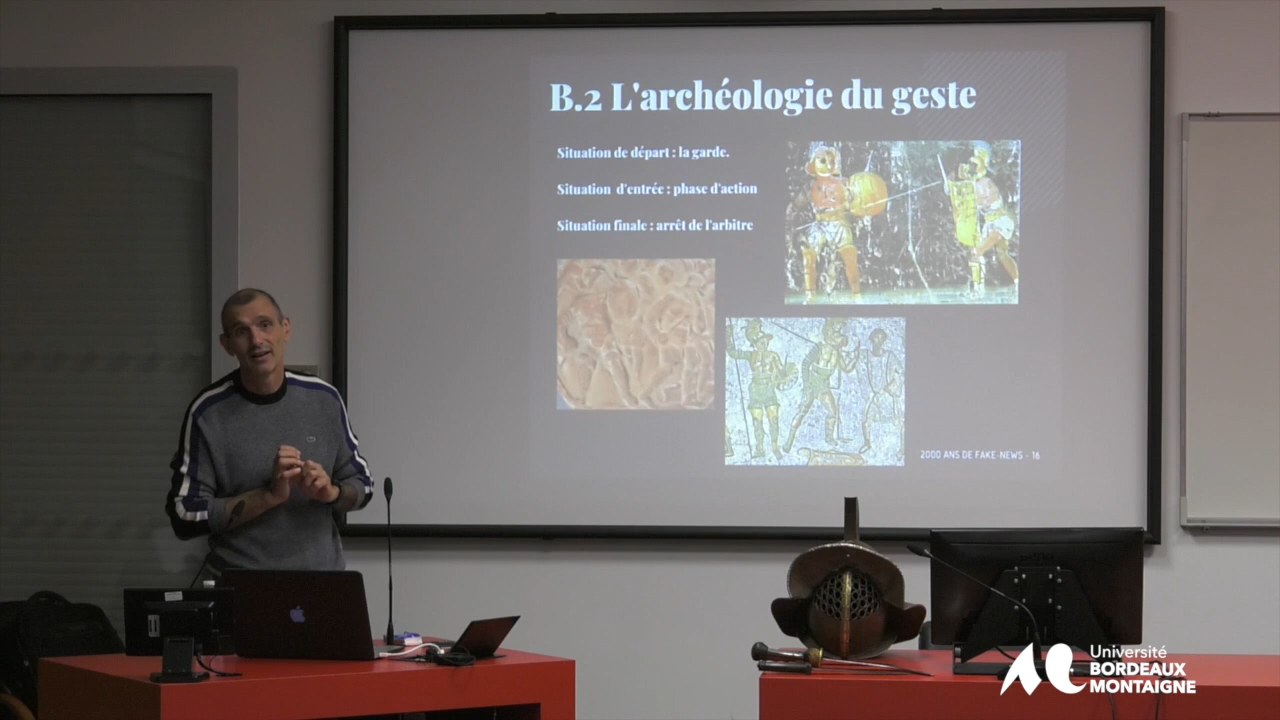 B.2 L'archéologie du geste
Situation de départ : la garde.
Situation d'entrée : phase d'action
Situation finale : arrêt de l'arbitre
2000 ANS DE FAKE-NEWS - 16
Université
BORDEAUX
MONTAIGNE